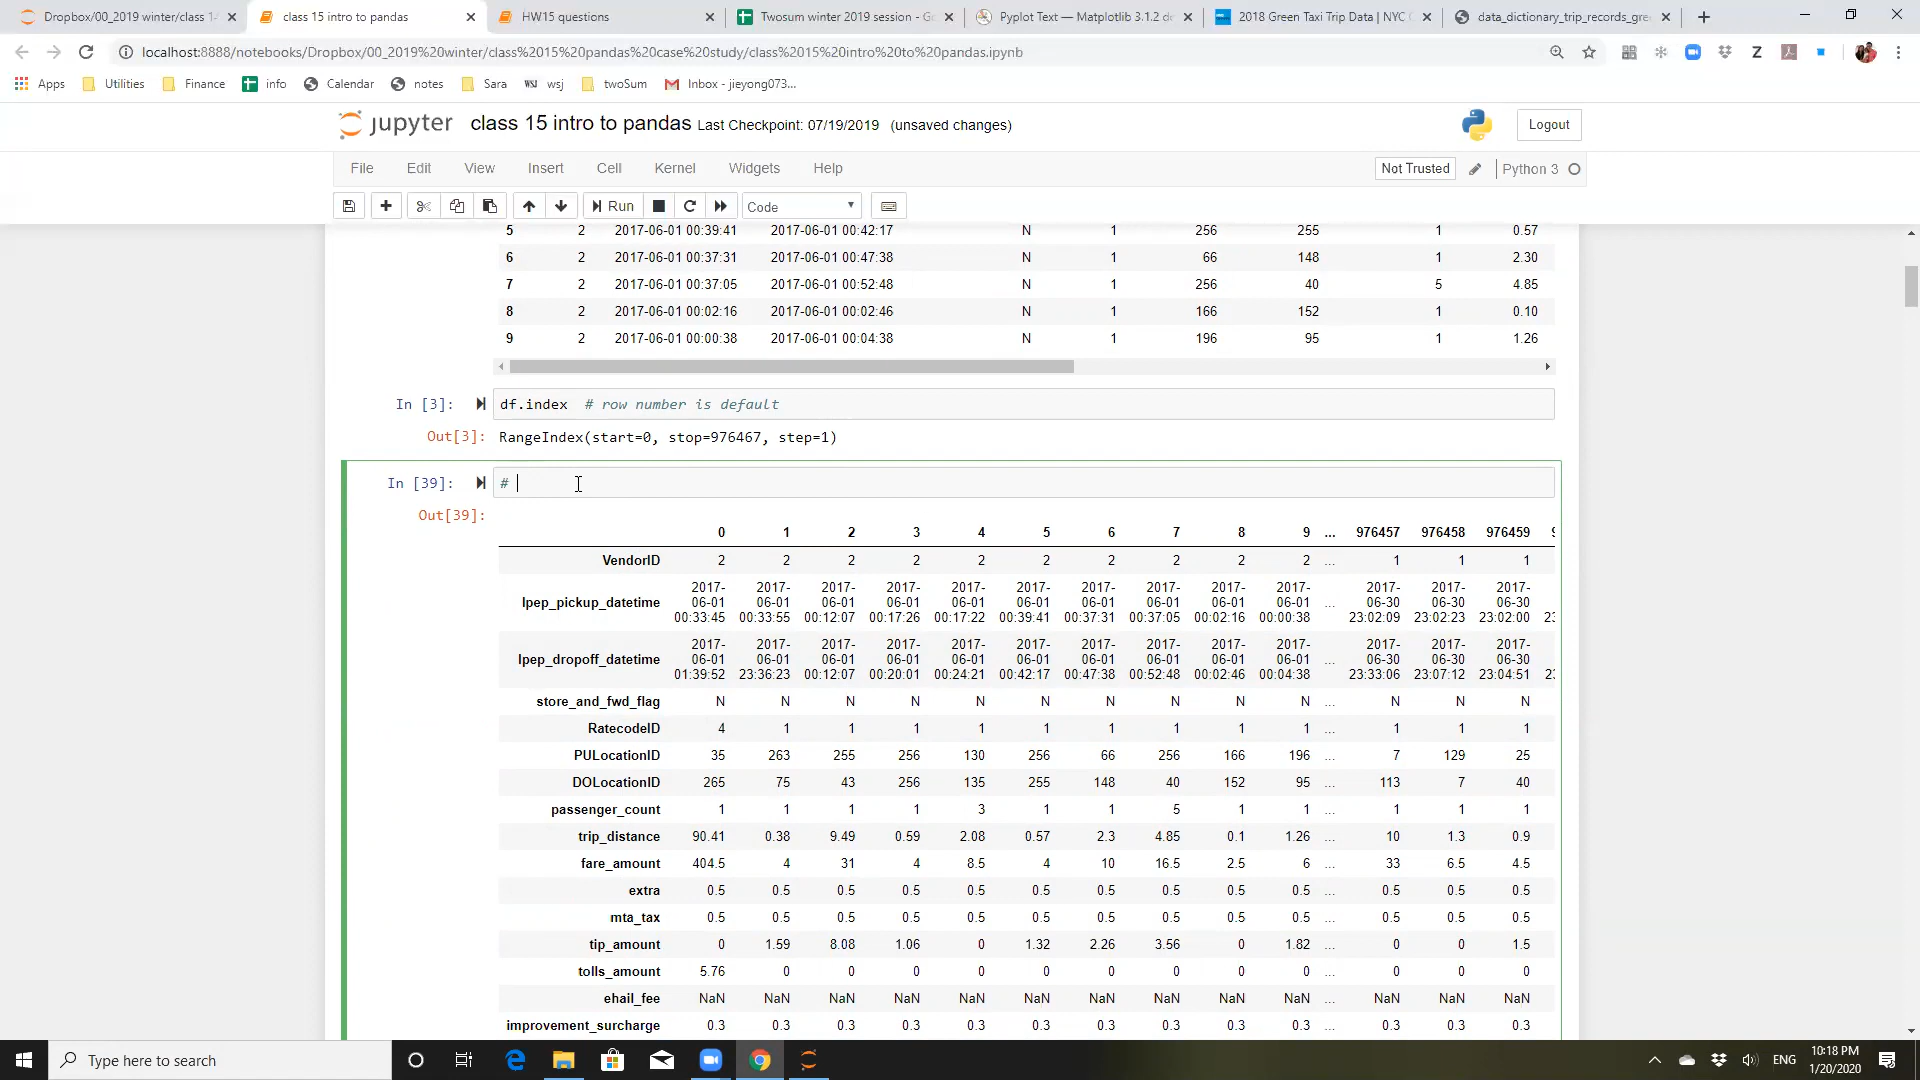 Dropbox/00_2019 winter/class 14
class 15 intro to pandas
HW15 questions
Twosum winter 2019 session - Go
Pyplot Text — Matplotlib 3.1.2 do
2018 Green Taxi Trip Data | NYC
data_dictionary_trip_records_gre
localhost:8888/notebooks/Dropbox/00_2019%20winter/class%2015%20pandas%20case%20study/class%2015%20intro%20to%20pandas.ipynb
Apps Utilities Finance info Calendar notes Sara wsj twoSum Inbox - jieyong073...
jupyter class 15 intro to pandas Last Checkpoint: 07/19/2019 (unsaved changes) Logout
File Edit View Insert Cell Kernel Widgets Help Not Trusted Python 3
Run Code
5 2 2017-06-01 00:39:41 2017-06-01 00:42:17 N 1 256 255 1 0.57
6 2 2017-06-01 00:37:31 2017-06-01 00:47:38 N 1 66 148 1 2.30
7 2 2017-06-01 00:37:05 2017-06-01 00:52:48 N 1 256 40 5 4.85
8 2 2017-06-01 00:02:16 2017-06-01 00:02:46 N 1 166 152 1 0.10
9 2 2017-06-01 00:00:38 2017-06-01 00:04:38 N 1 196 95 1 1.26
In [3]: df.index # row number is default
Out[3]: RangeIndex(start=0, stop=976467, step=1)
In [39]: #
Out[39]:
0 1 2 3 4 5 6 7 8 9 ... 976457 976458 976459 9
VendorID 2 2 2 2 2 2 2 2 2 2 ... 1 1 1
2017- 2017- 2017- 2017- 2017- 2017- 2017- 2017- 2017- 2017- 2017- 2017- 2017-
lpep_pickup_datetime 06-01 06-01 06-01 06-01 06-01 06-01 06-01 06-01 06-01 06-01 ... 06-30 06-30 06-30
00:33:45 00:33:55 00:12:07 00:17:26 00:17:22 00:39:41 00:37:31 00:37:05 00:02:16 00:00:38 23:02:09 23:02:23 23:02:00 23:
2017- 2017- 2017- 2017- 2017- 2017- 2017- 2017- 2017- 2017- 2017- 2017- 2017-
lpep_dropoff_datetime 06-01 06-01 06-01 06-01 06-01 06-01 06-01 06-01 06-01 06-01 ... 06-30 06-30 06-30
01:39:52 23:36:23 00:12:07 00:20:01 00:24:21 00:42:17 00:47:38 00:52:48 00:02:46 00:04:38 23:33:06 23:07:12 23:04:51 23:
store_and_fwd_flag N N N N N N N N N N ... N N N
RatecodeID 4 1 1 1 1 1 1 1 1 1 ... 1 1 1
PULocationID 35 263 255 256 130 256 66 256 166 196 ... 7 129 25
DOLocationID 265 75 43 256 135 255 148 40 152 95 ... 113 7 40
passenger_count 1 1 1 1 3 1 1 5 1 1 ... 1 1 1
trip_distance 90.41 0.38 9.49 0.59 2.08 0.57 2.3 4.85 0.1 1.26 ... 10 1.3 0.9
fare_amount 404.5 4 31 4 8.5 4 10 16.5 2.5 6 ... 33 6.5 4.5
extra 0.5 0.5 0.5 0.5 0.5 0.5 0.5 0.5 0.5 0.5 ... 0.5 0.5 0.5
mta_tax 0.5 0.5 0.5 0.5 0.5 0.5 0.5 0.5 0.5 0.5 ... 0.5 0.5 0.5
tip_amount 0 1.59 8.08 1.06 0 1.32 2.26 3.56 0 1.82 ... 0 0 1.5
tolls_amount 5.76 0 0 0 0 0 0 0 0 0 ... 0 0 0
ehail_fee NaN NaN NaN NaN NaN NaN NaN NaN NaN NaN ... NaN NaN NaN
improvement_surcharge 0.3 0.3 0.3 0.3 0.3 0.3 0.3 0.3 0.3 0.3 ... 0.3 0.3 0.3
Type here to search
ENG
10:18 PM
1/20/2020